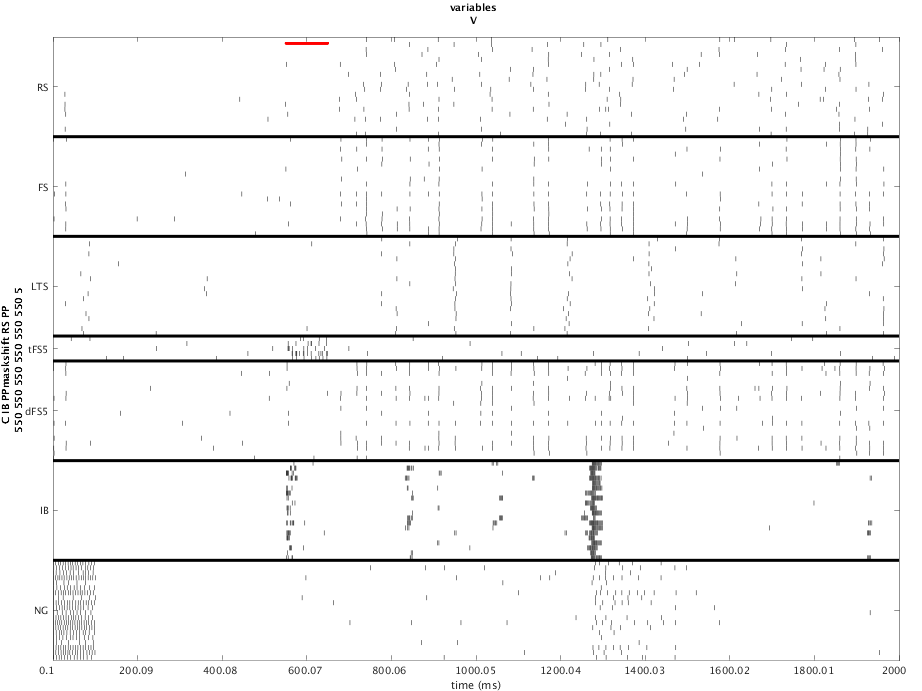 variables
V
RS
FS
LTS
tFS5
dFS5
IB
NG
C IB PPmaskshift RS PP
550 550 550 550 550 5
0.1 200.09 400.08 600.07 800.06 1000.05 1200.04 1400.03 1600.02 1800.01 2000
time (ms)